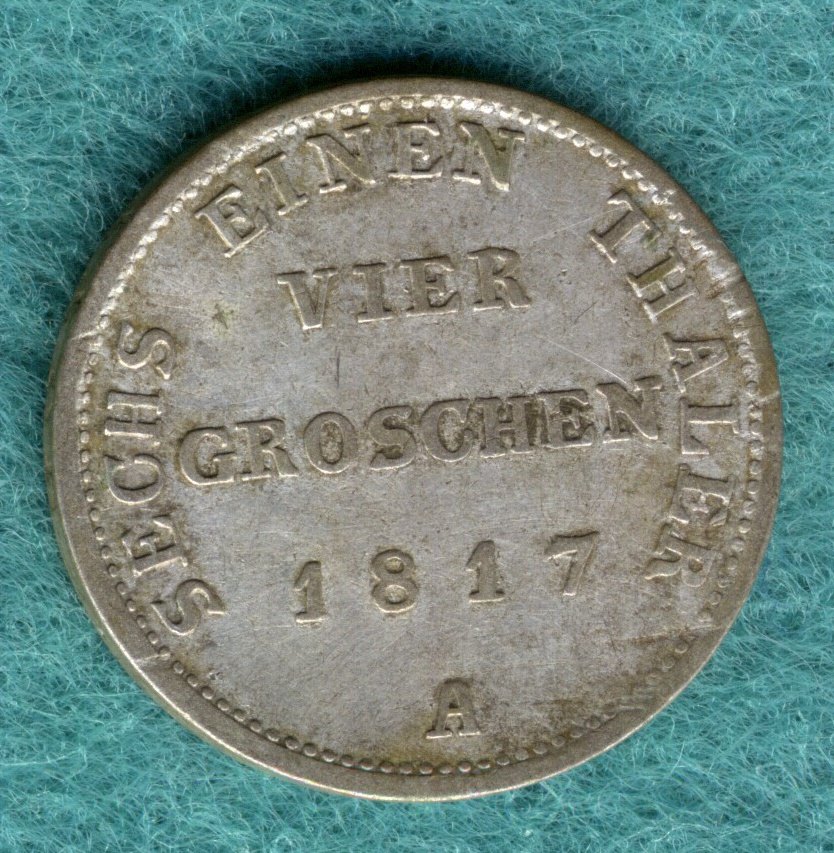 SECHS EINEN THALER
VIER
GROSCHEN
1817
A